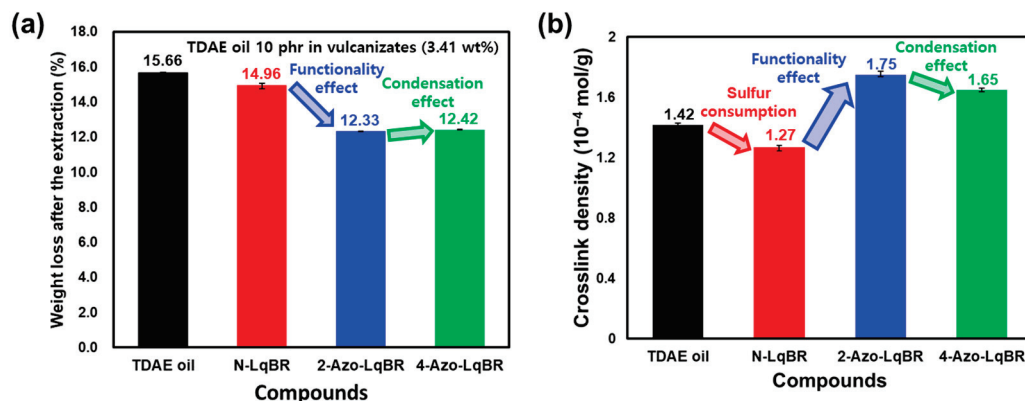 (a)
Weight loss after the extraction (%)
18.0
16.0
14.0
12.0
10.0
8.0
6.0
4.0
2.0
0.0
TDAE oil 10 phr in vulcanizates (3.41 wt%)
15.66
14.96
Functionality
effect
12.33
Condensation
effect
12.42
TDAE oil
N-LqBR
2-Azo-LqBR
4-Azo-LqBR
Compounds
(b)
Crosslink density (10⁻⁴ mol/g)
2
1.6
1.2
0.8
0.4
0
1.42
Sulfur
consumption
1.27
Functionality
effect
1.75
Condensation
effect
1.65
TDAE oil
N-LqBR
2-Azo-LqBR
4-Azo-LqBR
Compounds